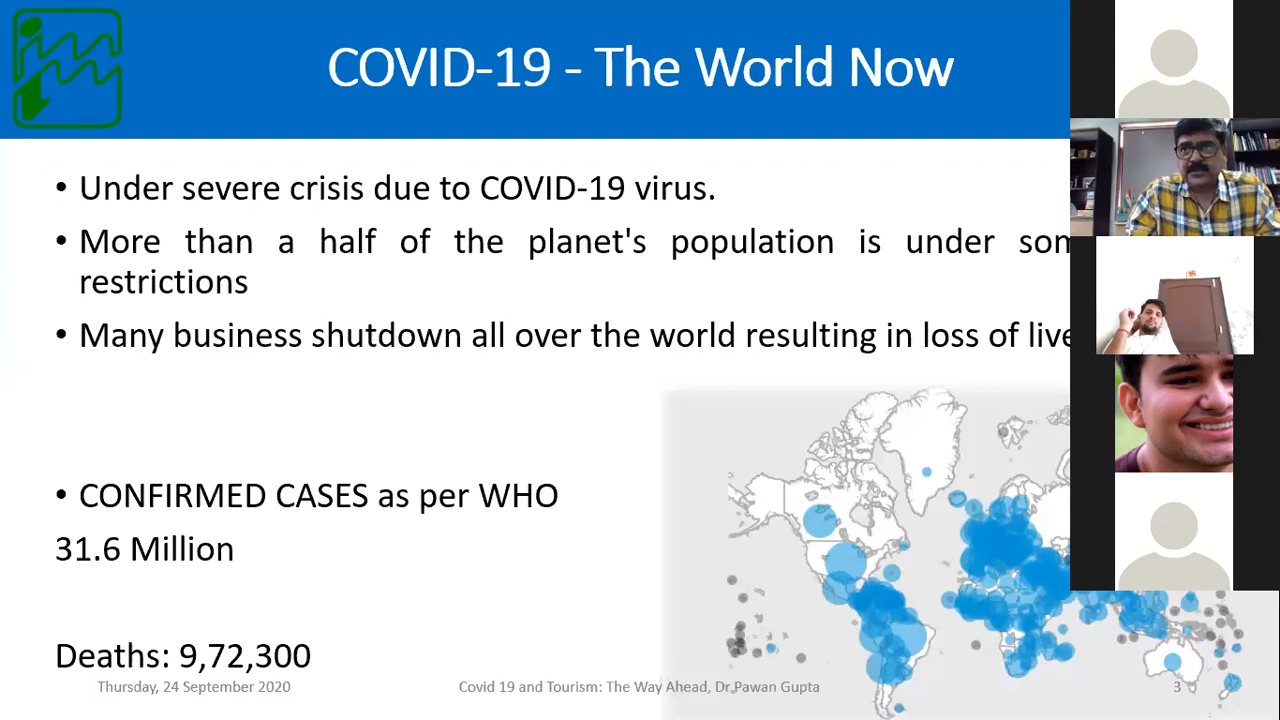 COVID-19 - The World Now
• Under severe crisis due to COVID-19 virus.
• More than a half of the planet's population is under
restrictions
• Many business shutdown all over the world resulting in loss of
• CONFIRMED CASES as per WHO
31.6 Million
Deaths: 9,72,300
Thursday, 24 September 2020
Covid 19 and Tourism: The Way Ahead, Dr.Pawan Gupta
3